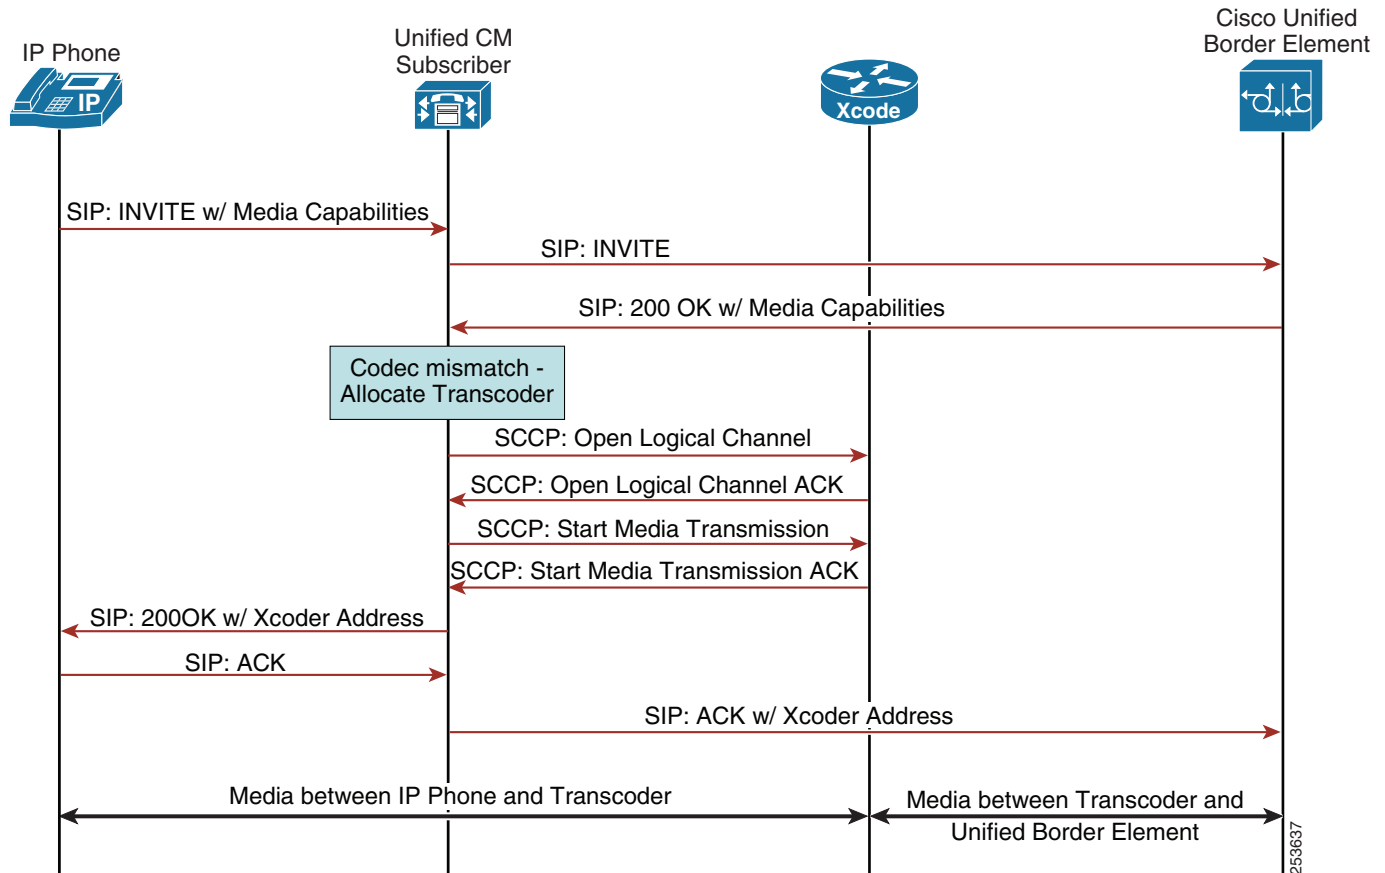 IP Phone
Unified CM
Subscriber
Cisco Unified
Border Element
IP
Xcode
SIP: INVITE w/ Media Capabilities
SIP: INVITE
SIP: 200 OK w/ Media Capabilities
Codec mismatch -
Allocate Transcoder
SCCP: Open Logical Channel
SCCP: Open Logical Channel ACK
SCCP: Start Media Transmission
SCCP: Start Media Transmission ACK
SIP: 200OK w/ Xcoder Address
SIP: ACK
SIP: ACK w/ Xcoder Address
Media between IP Phone and Transcoder
Media between Transcoder and
Unified Border Element
253637